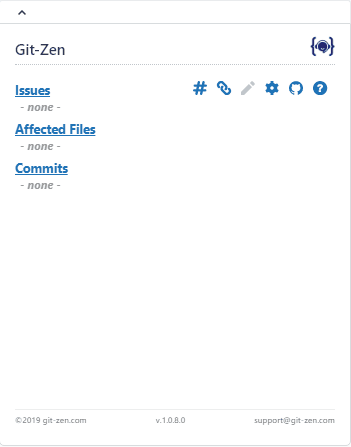 Git-Zen
Issues
- none -
Affected Files
- none -
Commits
- none -
©2019 git-zen.com v.1.0.8.0 support@git-zen.com